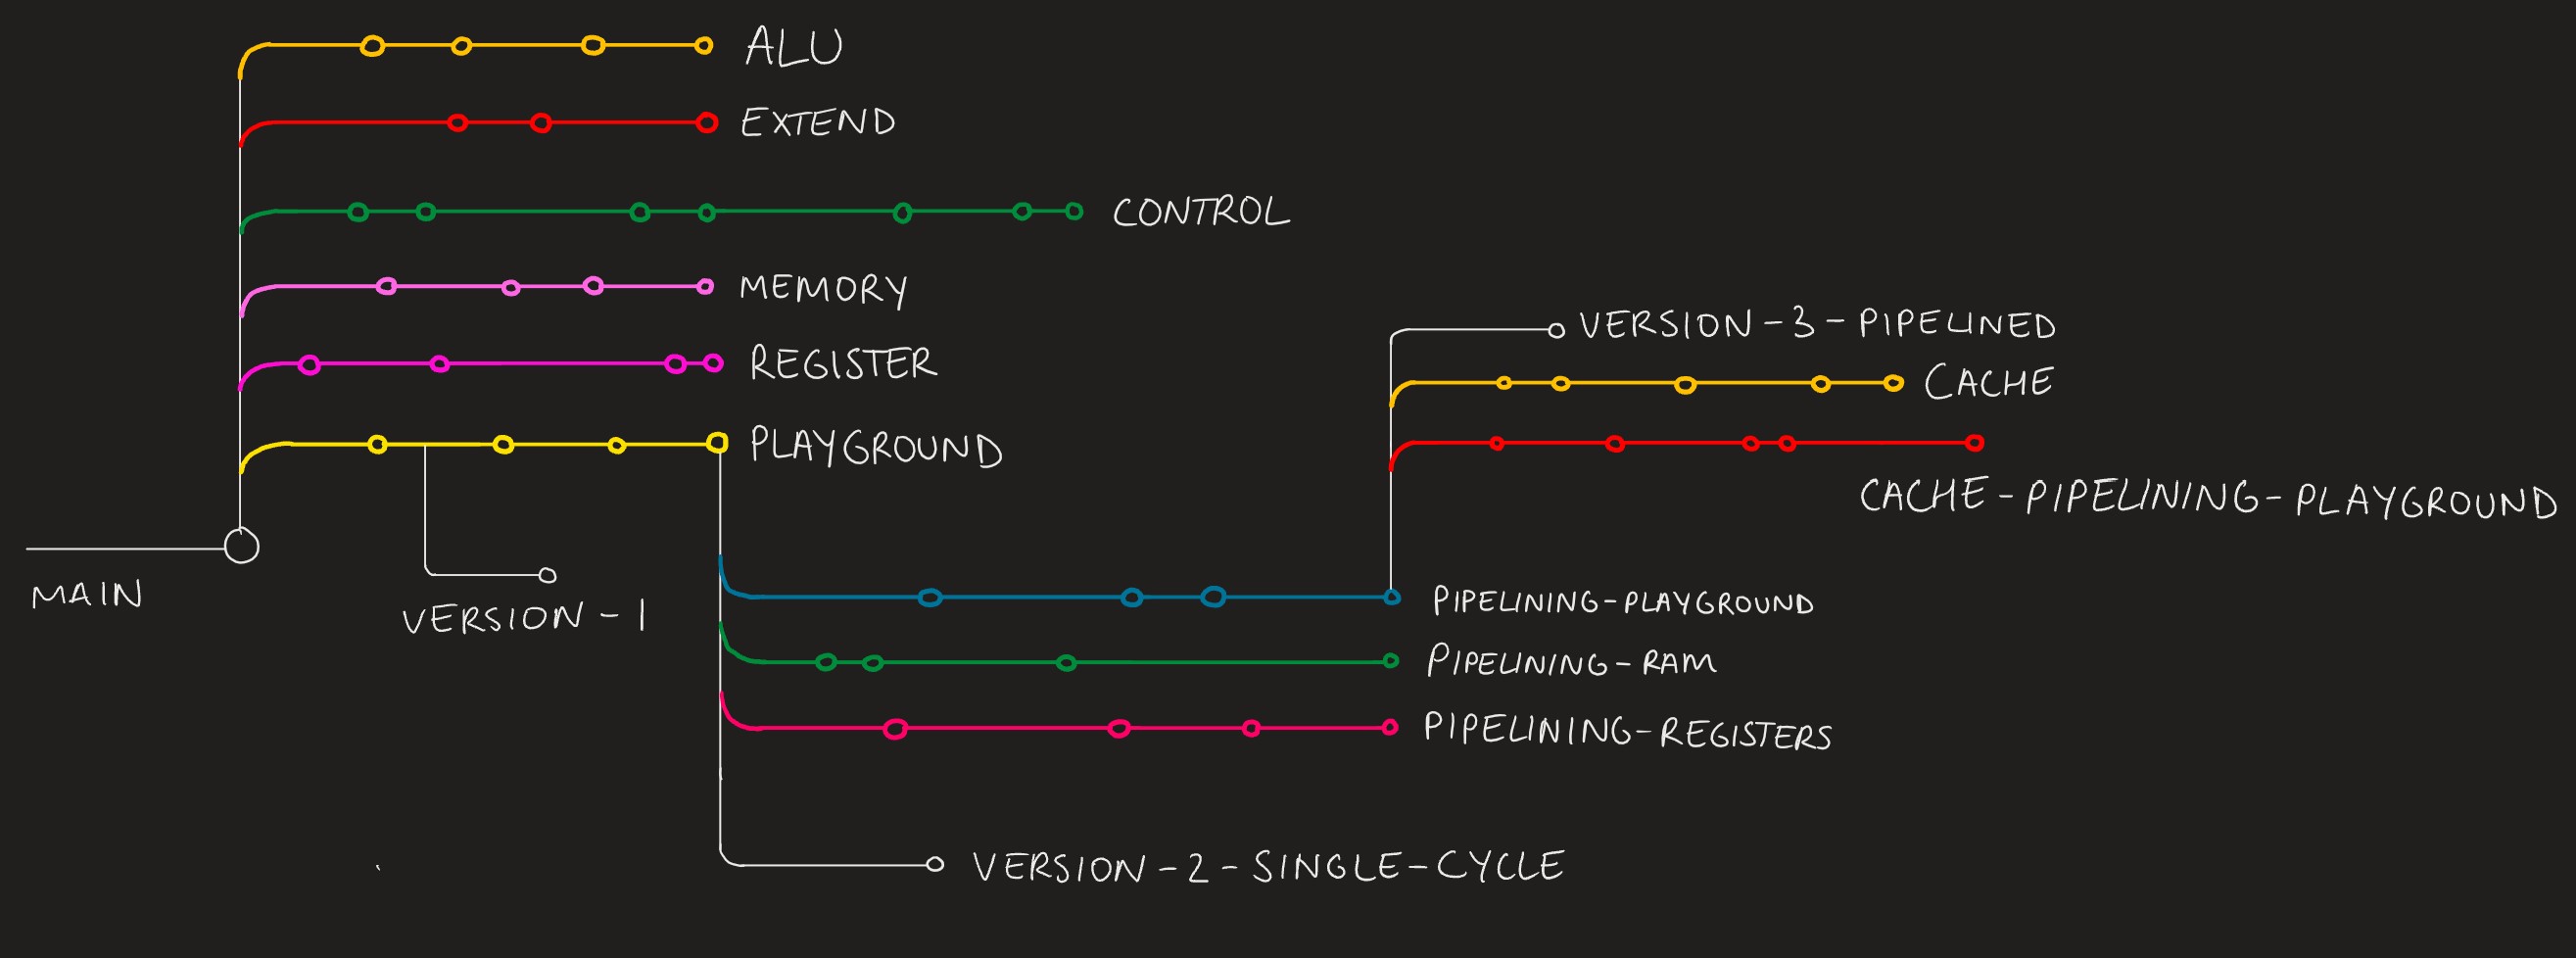 ALU
EXTEND
CONTROL
MEMORY
REGISTER
PLAYGROUND
MAIN
VERSION-1
VERSION-3-PIPELINED
CACHE
CACHE-PIPELINING-PLAYGROUND
PIPELINING-PLAYGROUND
PIPELINING-RAM
PIPELINING-REGISTERS
VERSION-2-SINGLE-CYCLE